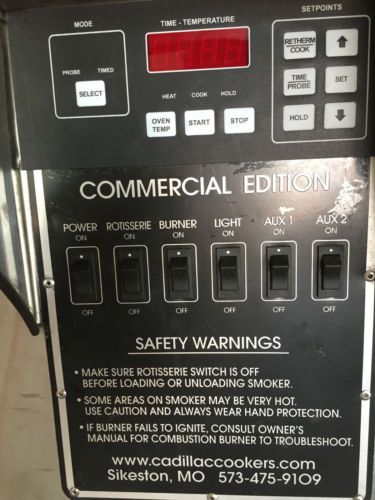 MODE
TIME - TEMPERATURE
SETPOINTS
PROBE TIMED
SELECT
HEAT COOK HOLD
OVEN TEMP
START
STOP
RETHERM COOK
TIME PROBE
SET
HOLD
COMMERCIAL EDITION
POWER ROTISSERIE BURNER LIGHT AUX 1 AUX 2
ON ON ON ON ON ON
OFF OFF OFF OFF OFF OFF
SAFETY WARNINGS
• MAKE SURE ROTISSERIE SWITCH IS OFF
BEFORE LOADING OR UNLOADING SMOKER.
• SOME AREAS ON SMOKER MAY BE VERY HOT.
USE CAUTION AND ALWAYS WEAR HAND PROTECTION.
• IF BURNER FAILS TO IGNITE, CONSULT OWNER'S
MANUAL FOR COMBUSTION BURNER TO TROUBLESHOOT.
www.cadillaccookers.com
Sikeston, MO 573-475-9109